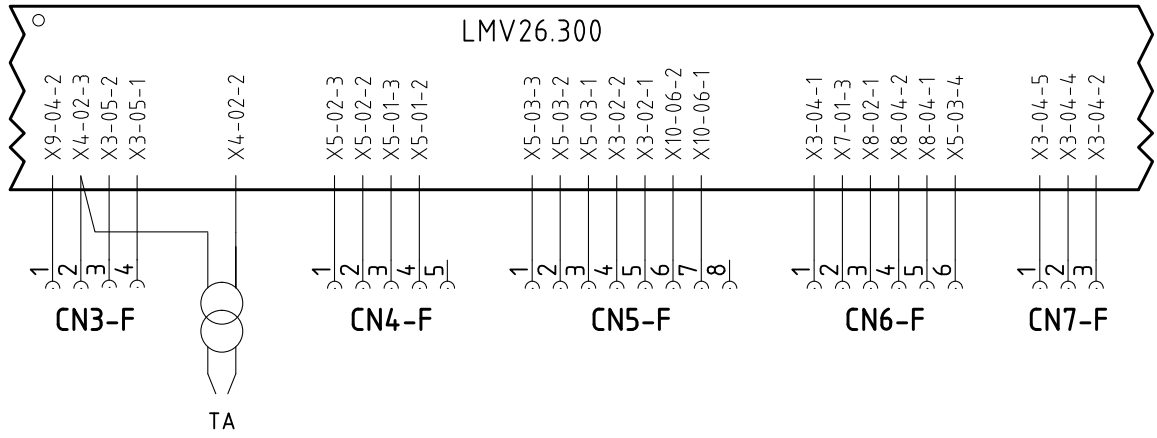 LMV26.300
X9-04-2
X4-02-3
X3-05-2
X3-05-1
X4-02-2
X5-02-3
X5-02-2
X5-01-3
X5-01-2
X5-03-3
X5-03-2
X5-03-1
X3-02-2
X3-02-1
X10-06-2
X10-06-1
X3-04-1
X7-01-3
X8-02-1
X8-04-2
X8-04-1
X5-03-4
X3-04-5
X3-04-4
X3-04-2
1 2 3 4
1 2 3 4 5
1 2 3 4 5 6 7 8
1 2 3 4 5 6
1 2 3
CN3-F CN4-F CN5-F CN6-F CN7-F
TA